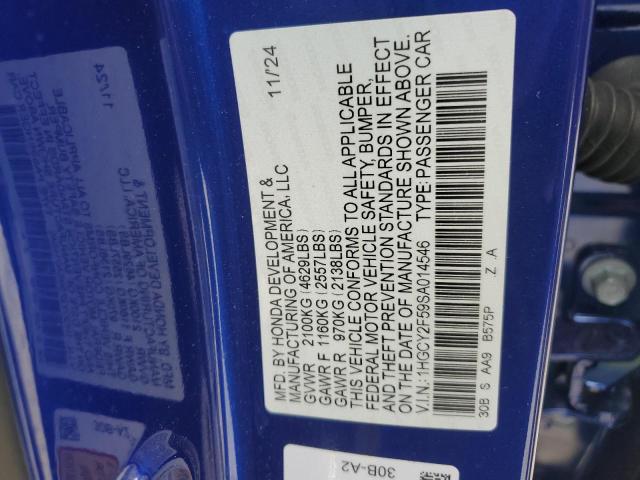 MFD. BY HONDA DEVELOPMENT & 11/24
MANUFACTURING OF AMERICA, LLC
GVWR 2100KG (4629LBS)
GAWR F 1160KG (2557LBS)
GAWR R 970KG (2138LBS)
THIS VEHICLE CONFORMS TO ALL APPLICABLE
FEDERAL MOTOR VEHICLE SAFETY, BUMPER,
AND THEFT PREVENTION STANDARDS IN EFFECT
ON THE DATE OF MANUFACTURE SHOWN ABOVE.
V.I.N.: 1HGCY2F59SA014546 TYPE: PASSENGER CAR
30B S AA9 B575P Z A
30B-A2